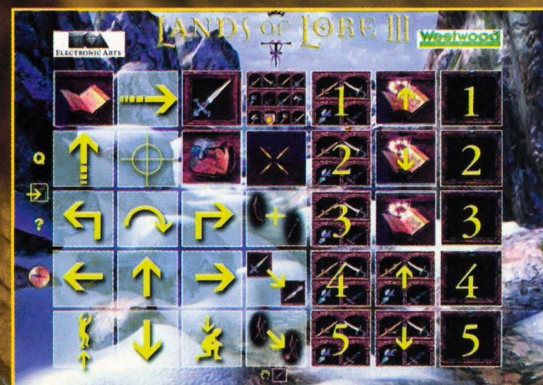 LANDS OF LORE III
ELECTRONIC ARTS
Westwood
1 1
2 2
Q
3 3
?
4 4
5 5